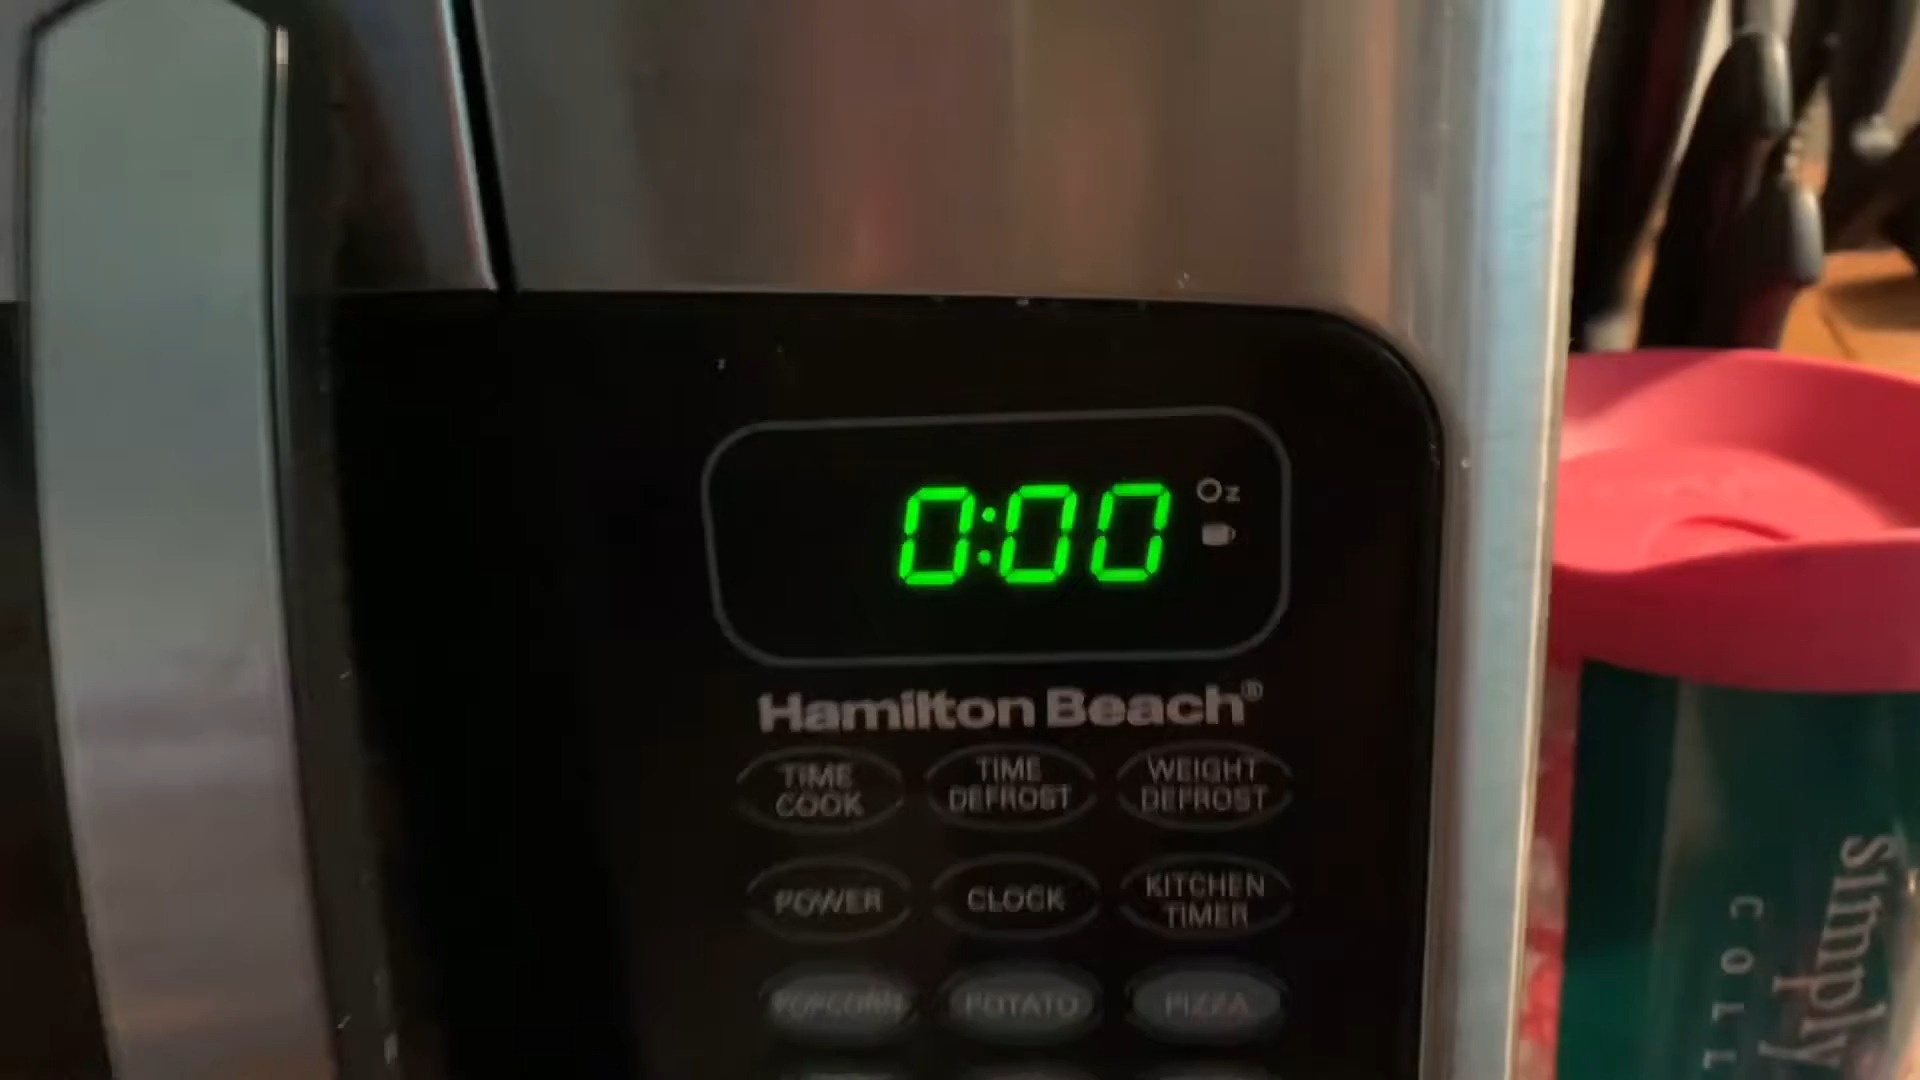 0:00
Oz
Hamilton Beach®
TIME
COOK
TIME
DEFROST
WEIGHT
DEFROST
POWER
CLOCK
KITCHEN
TIMER
POPCORN
POTATO
PIZZA
simply
COLL